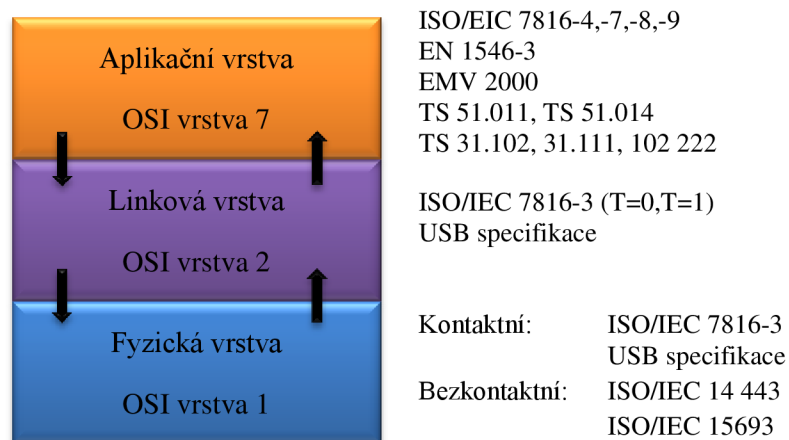 Aplikační vrstva
OSI vrstva 7
Linková vrstva
OSI vrstva 2
Fyzická vrstva
OSI vrstva 1
ISO/EIC 7816-4,-7,-8,-9
EN 1546-3
EMV 2000
TS 51.011, TS 51.014
TS 31.102, 31.111, 102 222
ISO/IEC 7816-3 (T=0,T=1)
USB specifikace
Kontaktní: ISO/IEC 7816-3
USB specifikace
Bezkontaktní: ISO/IEC 14 443
ISO/IEC 15693